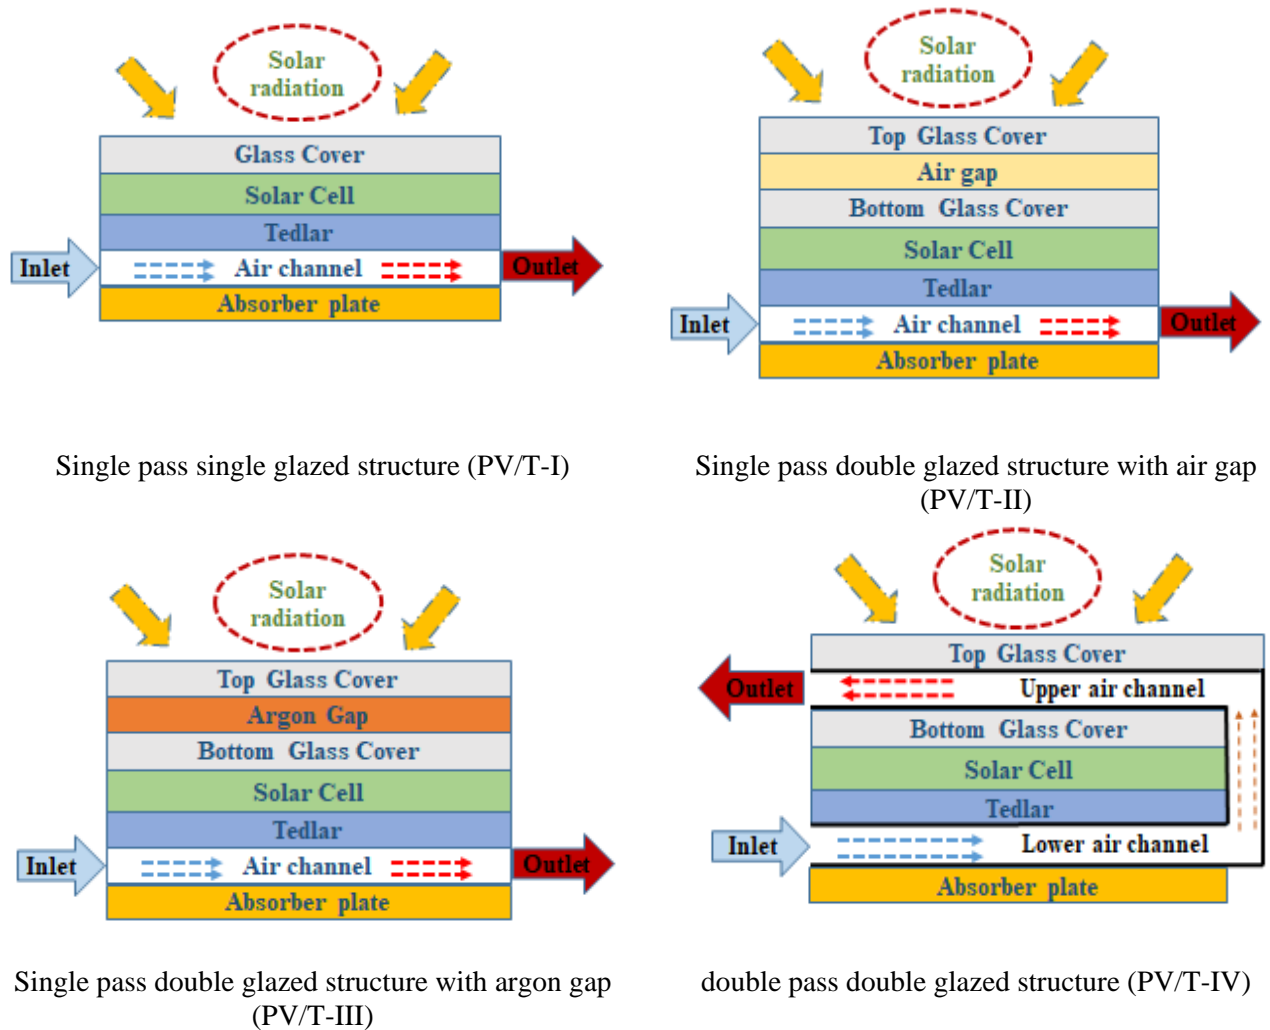 Solar
radiation
Glass Cover
Solar Cell
Tedlar
Inlet
Air channel
Outlet
Absorber plate
Single pass single glazed structure (PV/T-I)
Solar
radiation
Top Glass Cover
Air gap
Bottom Glass Cover
Solar Cell
Tedlar
Inlet
Air channel
Outlet
Absorber plate
Single pass double glazed structure with air gap
(PV/T-II)
Solar
radiation
Top Glass Cover
Argon Gap
Bottom Glass Cover
Solar Cell
Tedlar
Inlet
Air channel
Outlet
Absorber plate
Single pass double glazed structure with argon gap
(PV/T-III)
Solar
radiation
Top Glass Cover
Outlet
Upper air channel
Bottom Glass Cover
Solar Cell
Tedlar
Inlet
Lower air channel
Absorber plate
double pass double glazed structure (PV/T-IV)